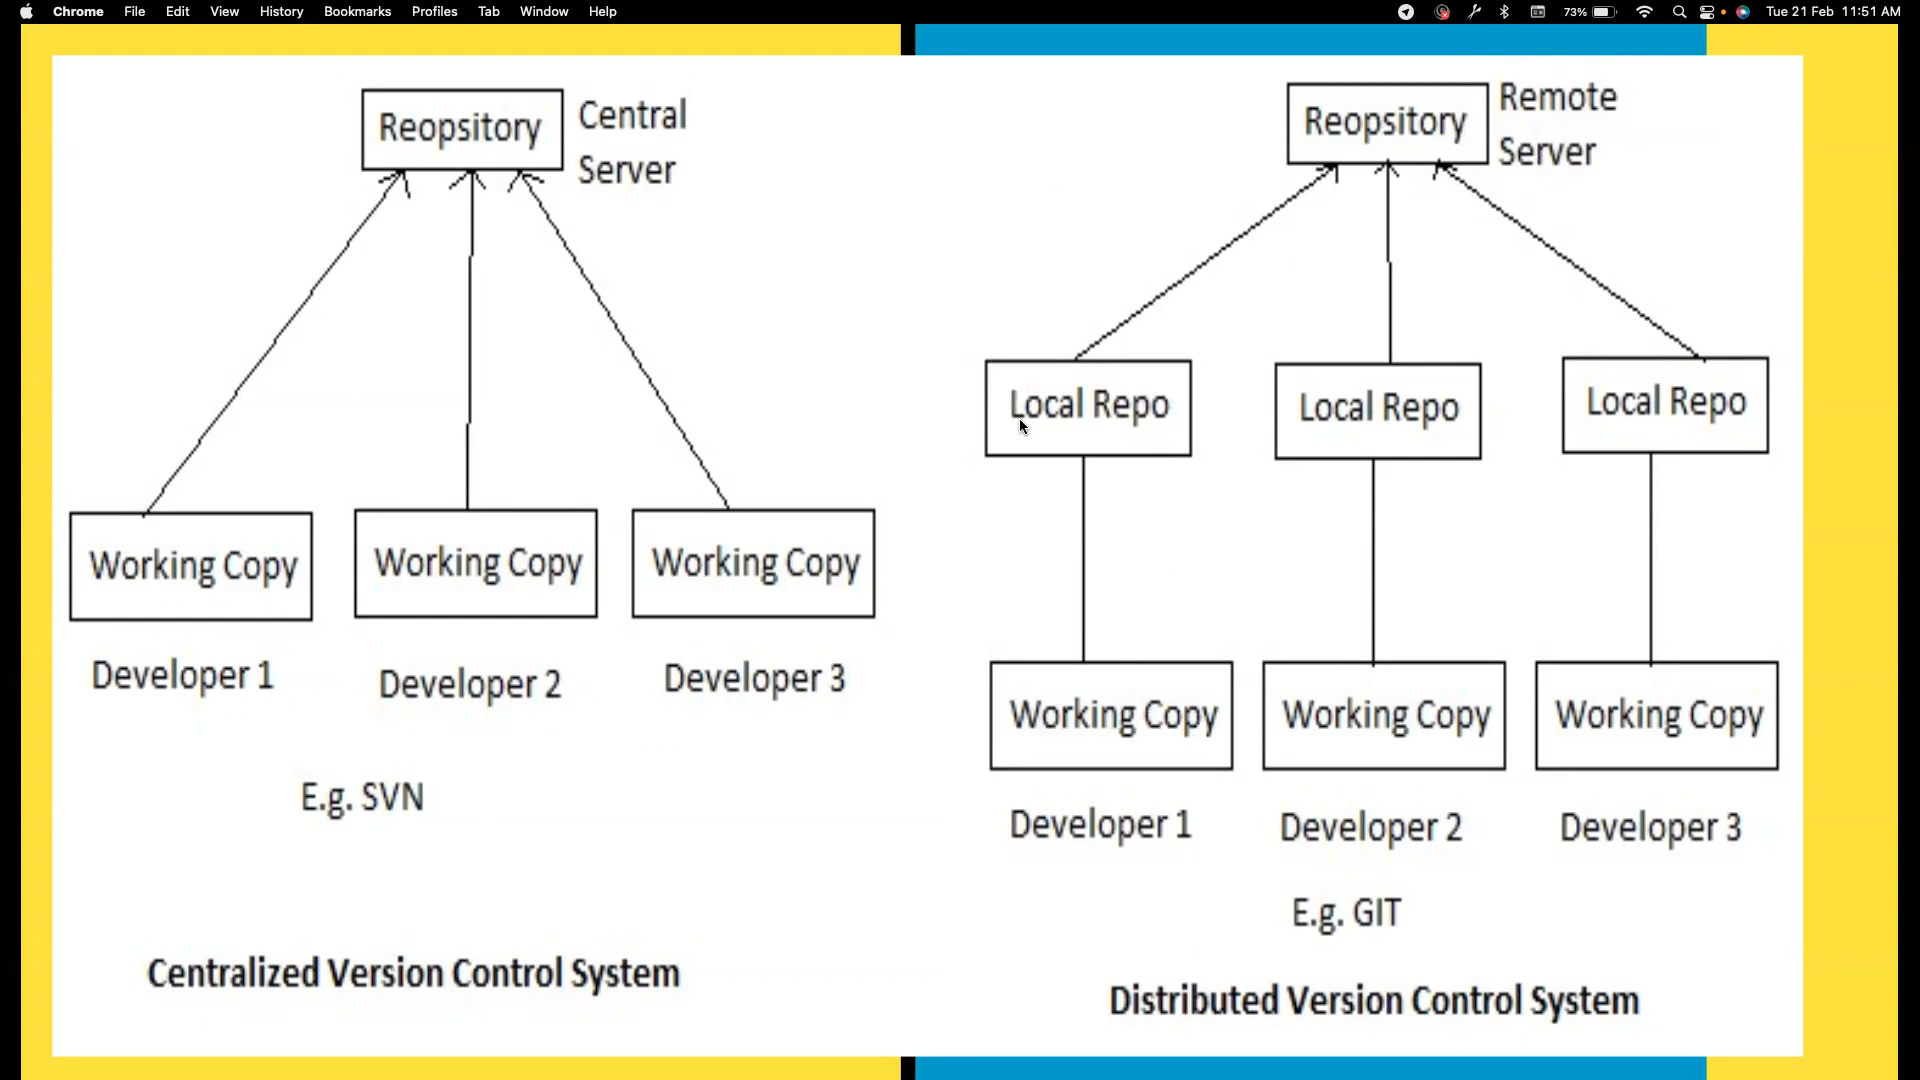 Chrome File Edit View History Bookmarks Profiles Tab Window Help 73% Tue 21 Feb 11:51 AM
Reopsitory
Central
Server
Working Copy
Working Copy
Working Copy
Developer 1
Developer 2
Developer 3
E.g. SVN
Centralized Version Control System
Reopsitory
Remote
Server
Local Repo
Local Repo
Local Repo
Working Copy
Working Copy
Working Copy
Developer 1
Developer 2
Developer 3
E.g. GIT
Distributed Version Control System